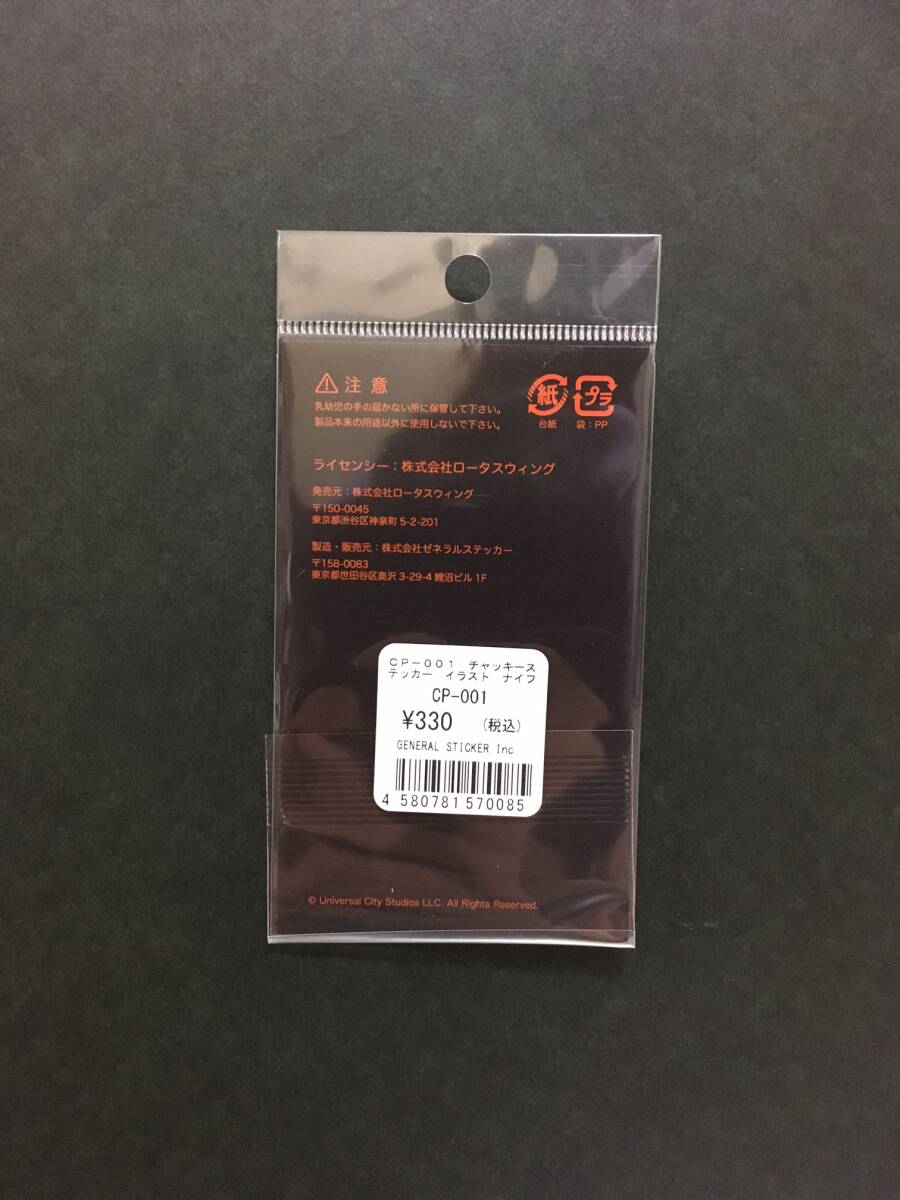 ⚠ 注意
乳幼児の手の届かない所に保管して下さい。
製品本来の用途以外に使用しないで下さい。
紙
台紙
プラ
袋：PP
ライセンシー：株式会社ロータスウィング
発売元：株式会社ロータスウィング
〒150-0045
東京都渋谷区神泉町 5-2-201
製造・販売元：株式会社ゼネラルステッカー
〒158-0083
東京都世田谷区奥沢 3-29-4 鯉沼ビル 1F
ＣＰ－００１　チャッキース
テッカー　イラスト　ナイフ
CP-001
¥330 （税込）
GENERAL STICKER Inc
4 580781 570085
© Universal City Studios LLC. All Rights Reserved.